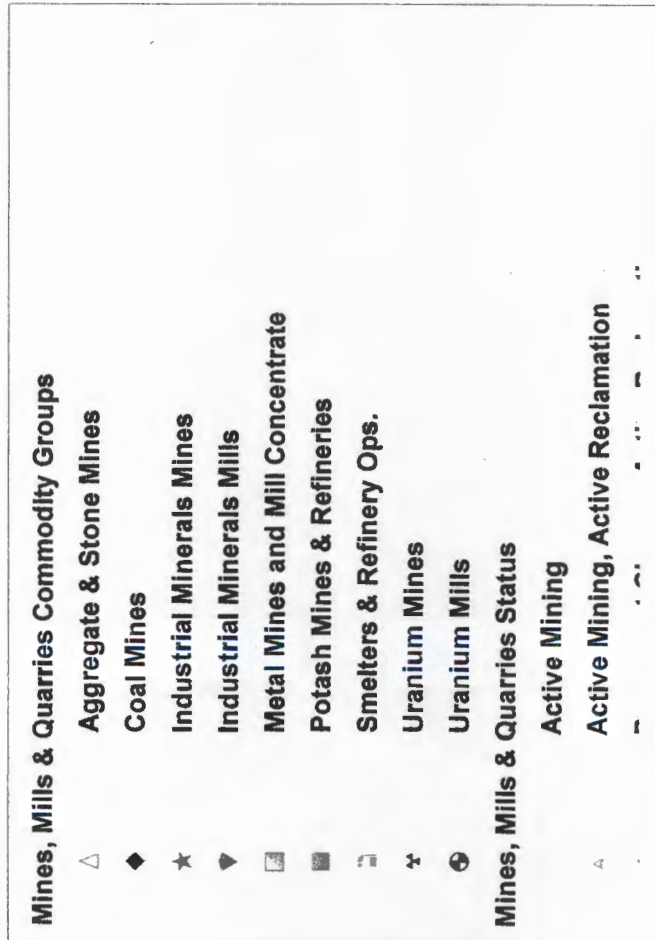 Mines, Mills & Quarries Commodity Groups
Aggregate & Stone Mines
Coal Mines
Industrial Minerals Mines
Industrial Minerals Mills
Metal Mines and Mill Concentrate
Potash Mines & Refineries
Smelters & Refinery Ops.
Uranium Mines
Uranium Mills
Mines, Mills & Quarries Status
Active Mining
Active Mining, Active Reclamation